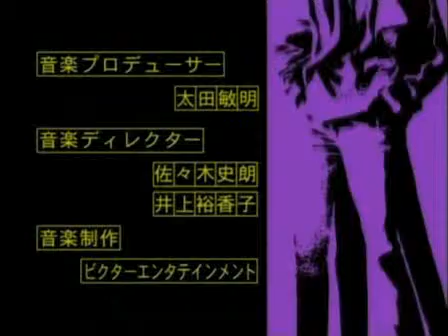 音楽プロデューサー
太田敏明
音楽ディレクター
佐々木史朗
井上裕香子
音楽制作
ビクターエンタテインメント